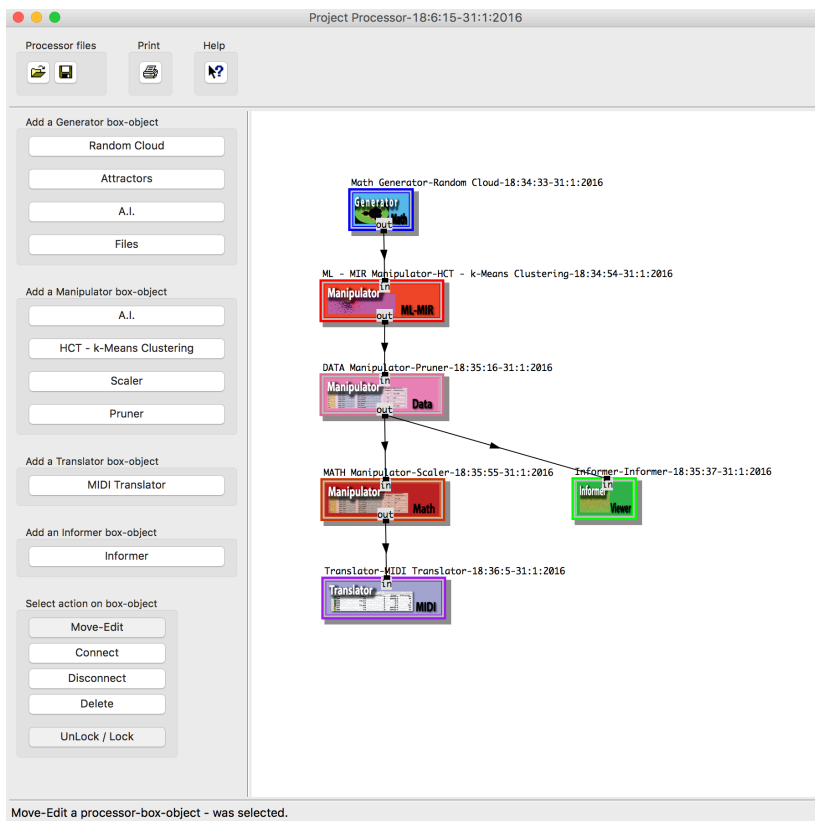 Project Processor-18:6:15-31:1:2016
Processor files
Print
Help
Add a Generator box-object
Random Cloud
Attractors
A.I.
Files
Add a Manipulator box-object
A.I.
HCT - k-Means Clustering
Scaler
Pruner
Add a Translator box-object
MIDI Translator
Add an Informer box-object
Informer
Select action on box-object
Move-Edit
Connect
Disconnect
Delete
UnLock / Lock
Math Generator-Random Cloud-18:34:33-31:1:2016
Generator
Math
out
ML - MIR Manipulator-HCT - k-Means Clustering-18:34:54-31:1:2016
in
Manipulator
ML-MIR
out
DATA Manipulator-Pruner-18:35:16-31:1:2016
in
Manipulator
Data
out
MATH Manipulator-Scaler-18:35:55-31:1:2016
in
Manipulator
Math
out
Informer-Informer-18:35:37-31:1:2016
in
Informer
Viewer
Translator-MIDI Translator-18:36:5-31:1:2016
in
Translator
MIDI
Move-Edit a processor-box-object - was selected.